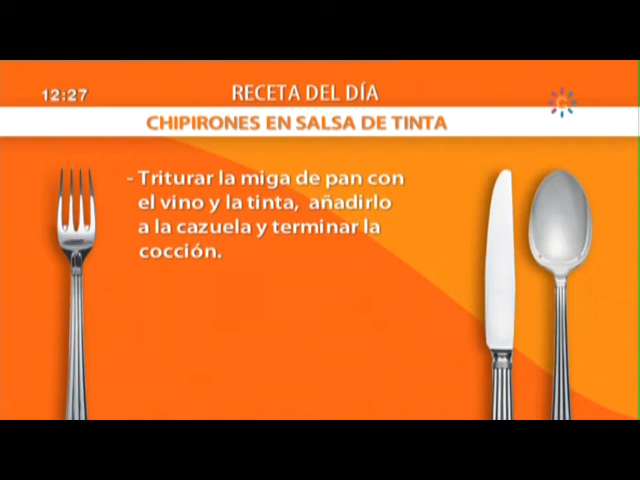 12:27
RECETA DEL DÍA
CHIPIRONES EN SALSA DE TINTA
- Triturar la miga de pan con
el vino y la tinta, añadirlo
a la cazuela y terminar la
cocción.